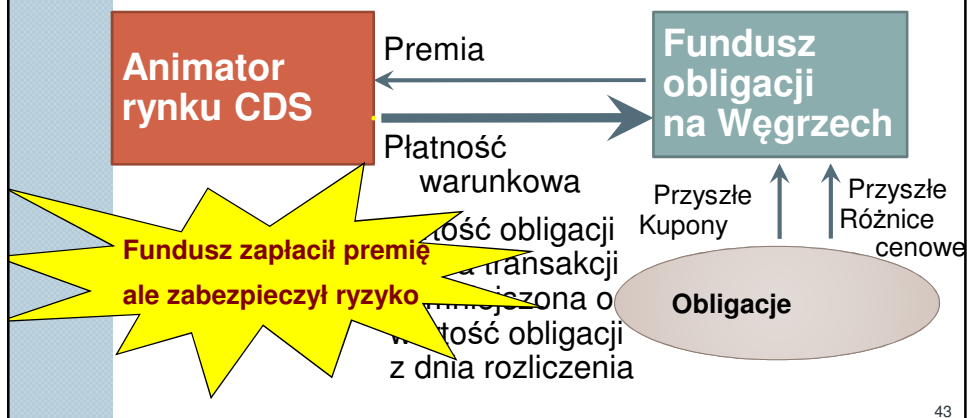 Animator
rynku CDS
Premia
Fundusz
obligacji
na Węgrzech
Płatność
warunkowa
Przyszłe
Kupony
Przyszłe
Różnice
cenowe
Fundusz zapłacił premię
ale zabezpieczył ryzyko
obligacji
transakcji
o
obligacji
z dnia rozliczenia
Obligacje
43